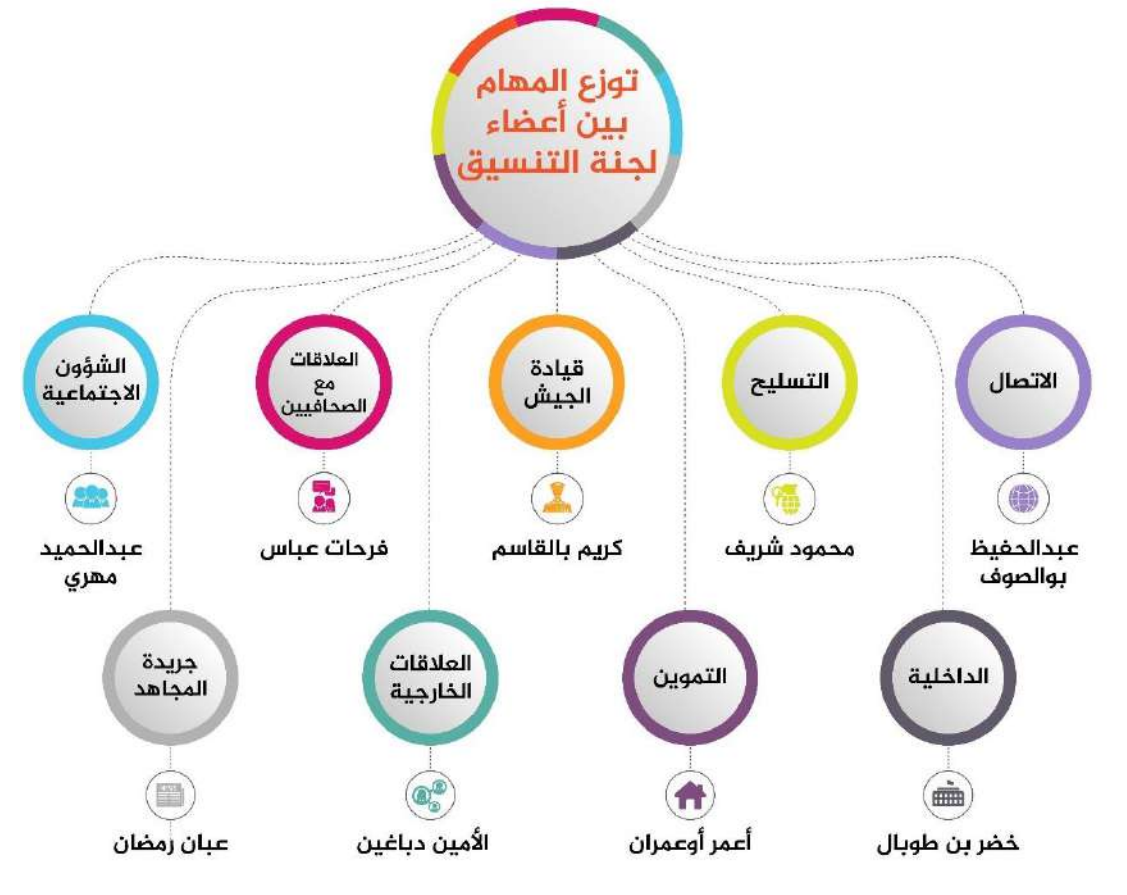 توزع المهام
بين أعضاء
لجنة التنسيق
الاتصال
عبدالحفيظ
بوالصوف
التسليح
محمود شريف
قيادة
الجيش
كريم بالقاسم
العلاقات
مع
الصحافيين
فرحات عباس
الشؤون
الاجتماعية
عبدالحميد
مهري
الداخلية
خضر بن طوبال
التموين
أعمر أوعمران
العلاقات
الخارجية
الأمين دباغين
جريدة
المجاهد
عبان رمضان